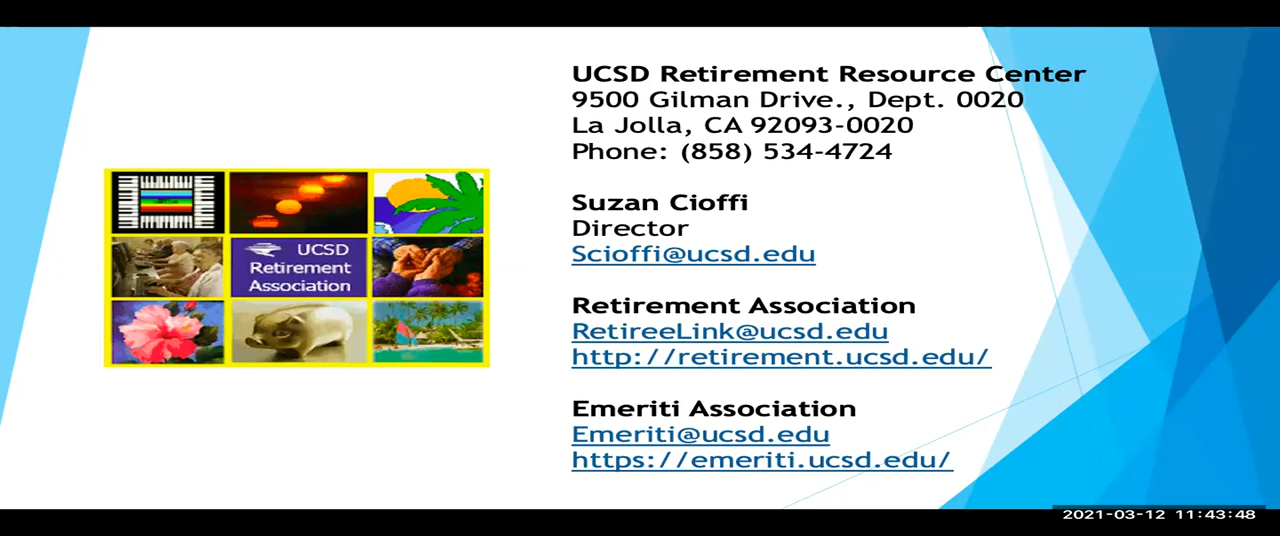 UCSD Retirement Resource Center
9500 Gilman Drive., Dept. 0020
La Jolla, CA 92093-0020
Phone: (858) 534-4724
Suzan Cioffi
Director
Scioffi@ucsd.edu
UCSD
Retirement
Association
Retirement Association
RetireeLink@ucsd.edu
http://retirement.ucsd.edu/
Emeriti Association
Emeriti@ucsd.edu
https://emeriti.ucsd.edu/
2021-03-12 11:43:48